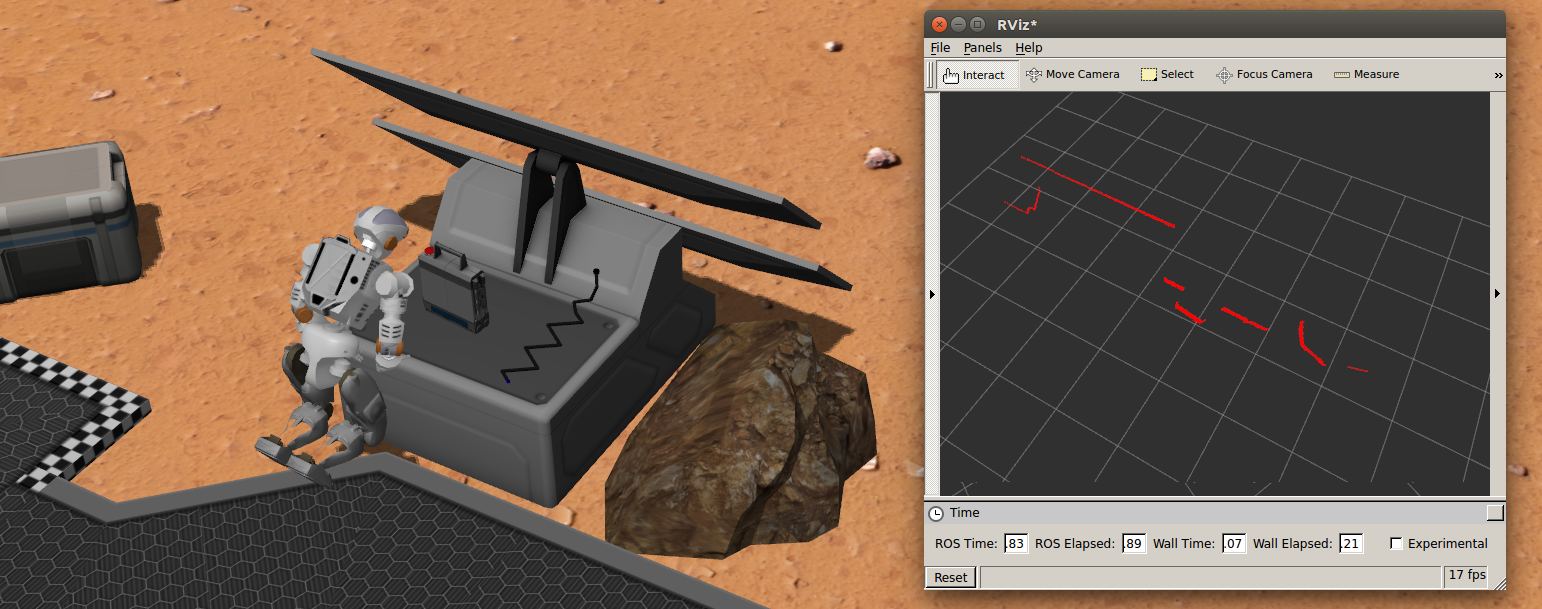 RViz*
File Panels Help
Interact Move Camera Select Focus Camera Measure »
Time
ROS Time: .83 ROS Elapsed: .89 Wall Time: .07 Wall Elapsed: .21 Experimental
Reset 17 fps